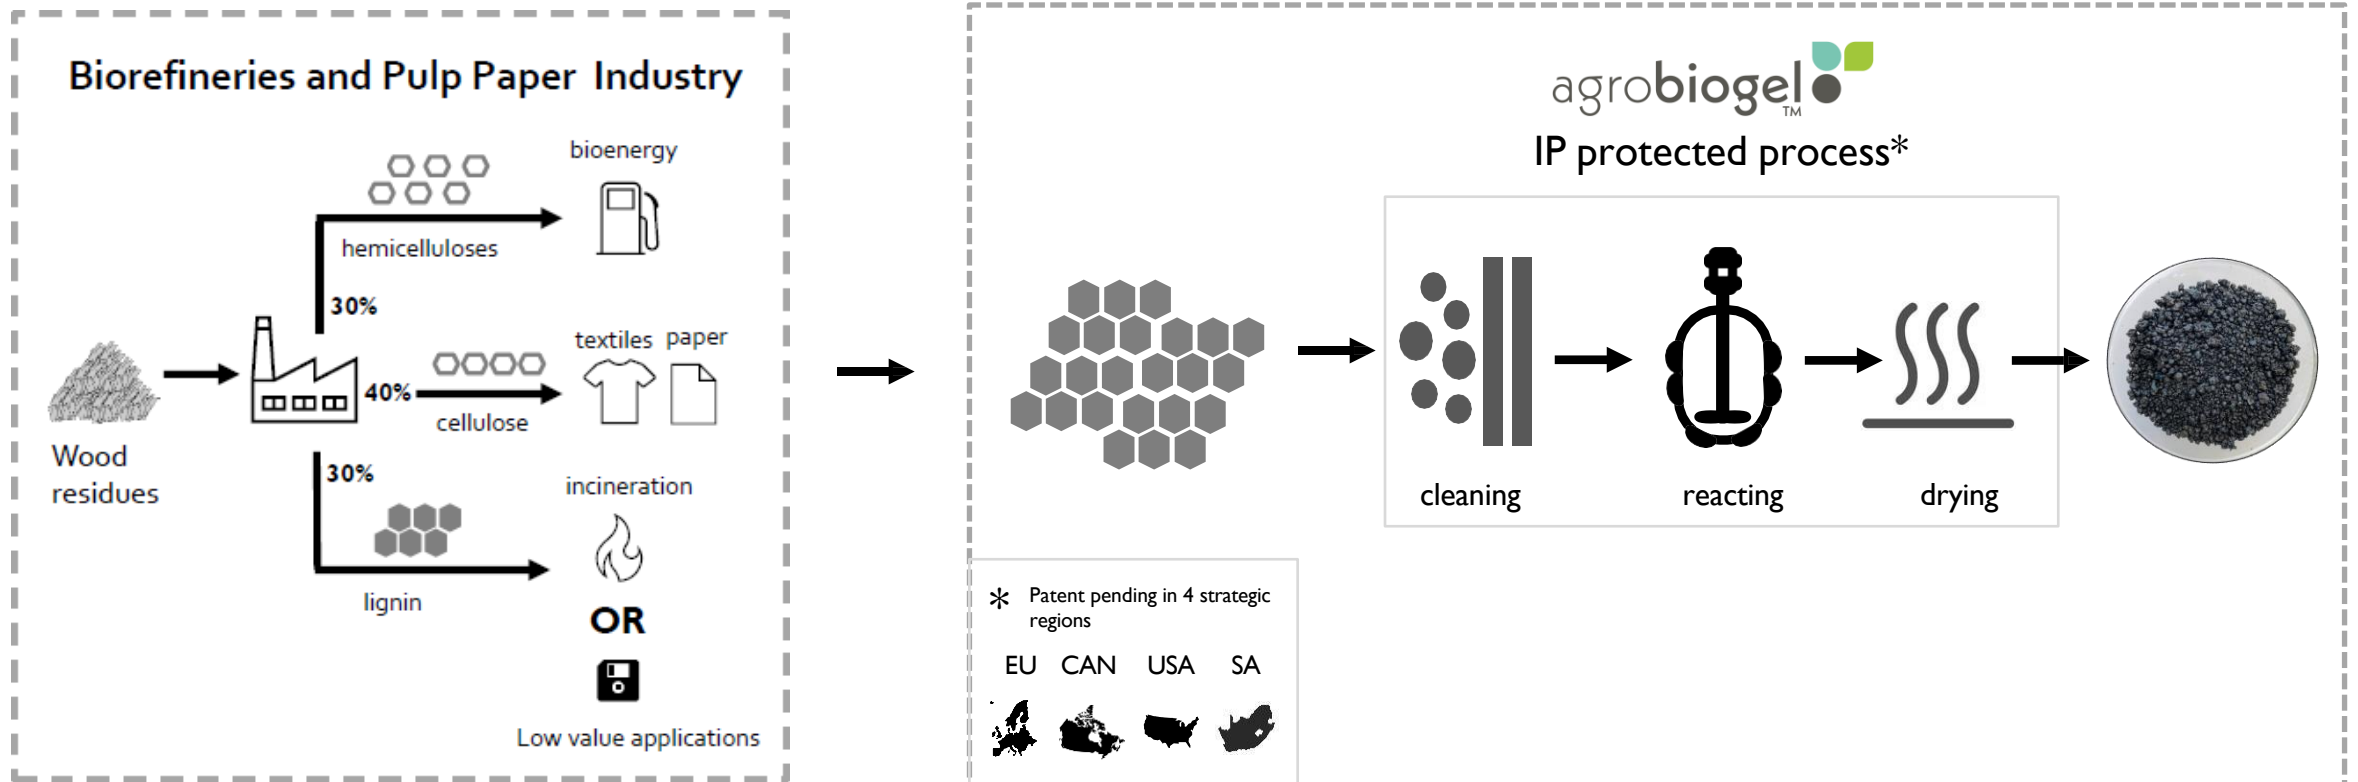 Biorefineries and Pulp Paper Industry
bioenergy
hemicelluloses
30%
textiles paper
40%
cellulose
Wood
residues
30%
incineration
lignin
OR
Low value applications
agrobiogel
TM
IP protected process*
cleaning
reacting
drying
* Patent pending in 4 strategic
regions
EU CAN USA SA